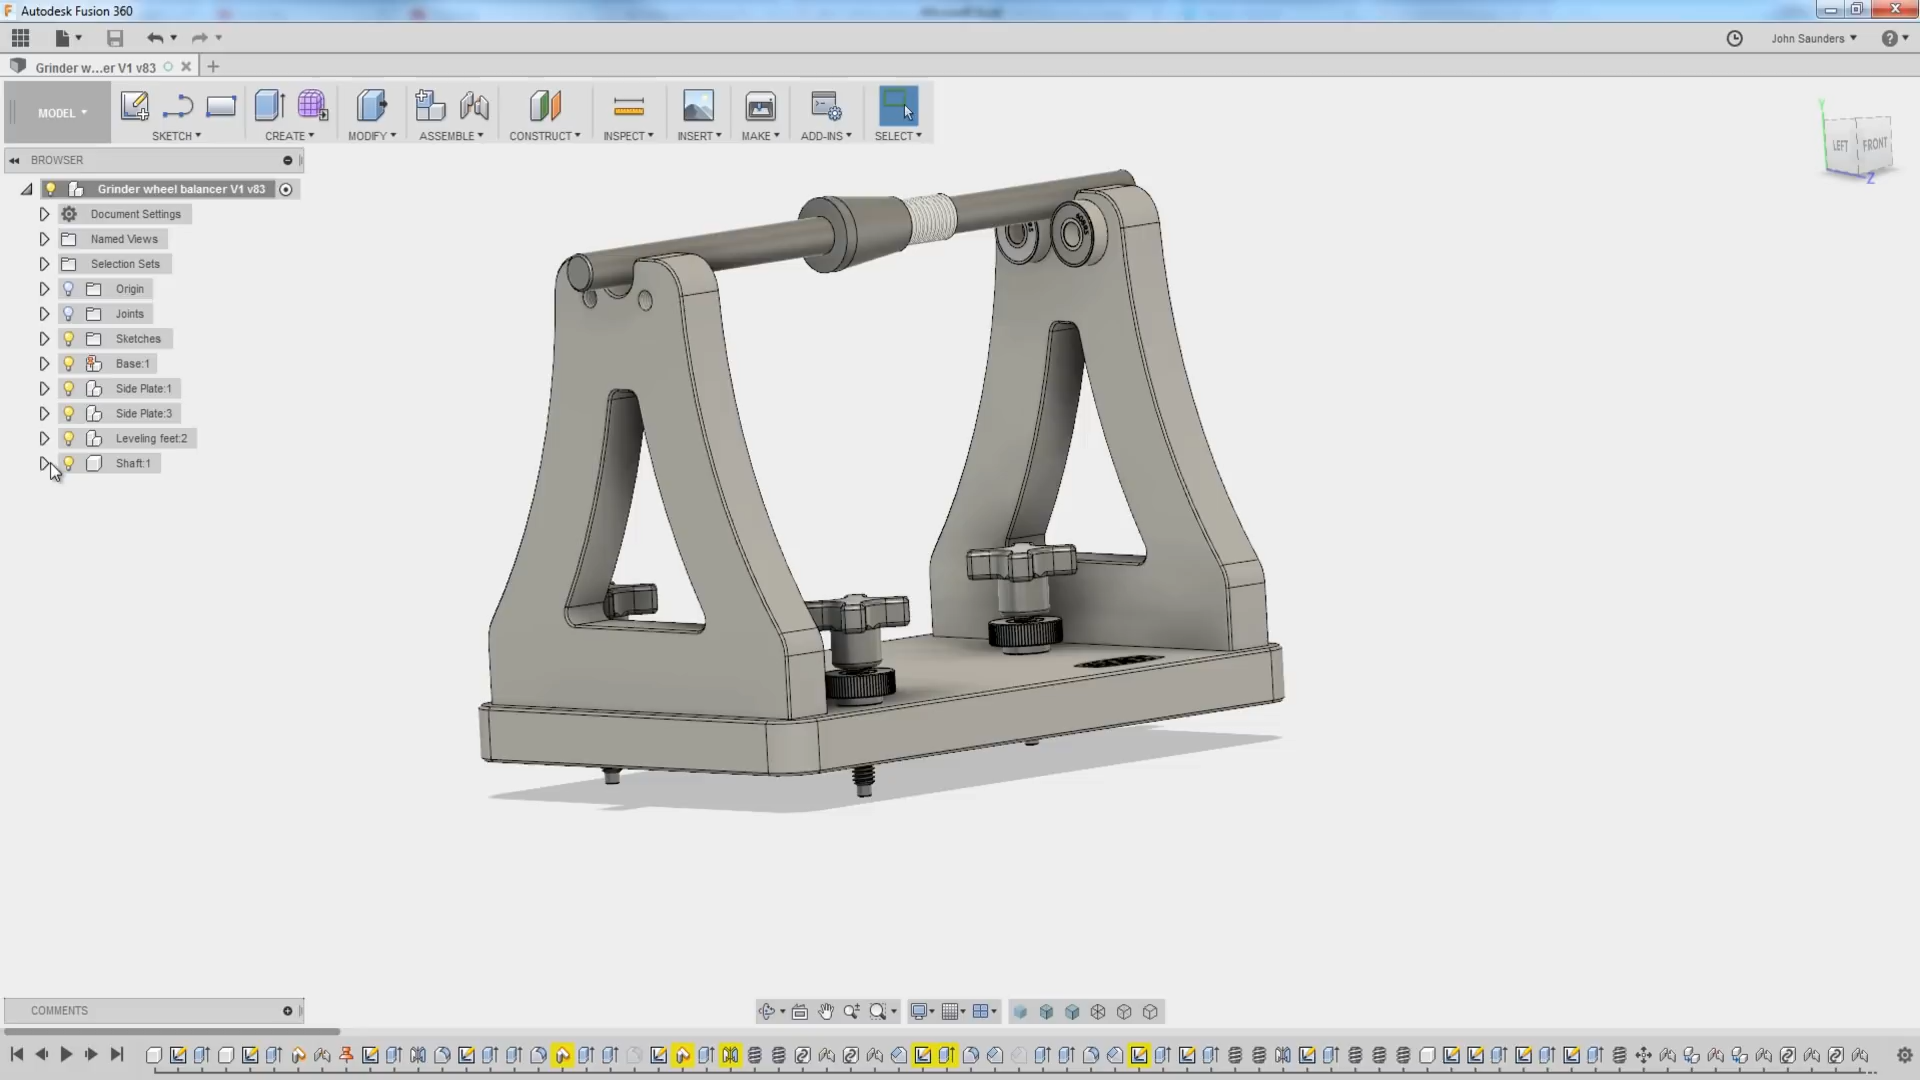 Autodesk Fusion 360
John Saunders
Grinder w...er V1 v83
MODEL
SKETCH
CREATE
MODIFY
ASSEMBLE
CONSTRUCT
INSPECT
INSERT
MAKE
ADD-INS
SELECT
LEFT
FRONT
Y
Z
BROWSER
Grinder wheel balancer V1 v83
Document Settings
Named Views
Selection Sets
Origin
Joints
Sketches
Base:1
Side Plate:1
Side Plate:3
Leveling feet:2
Shaft:1
COMMENTS